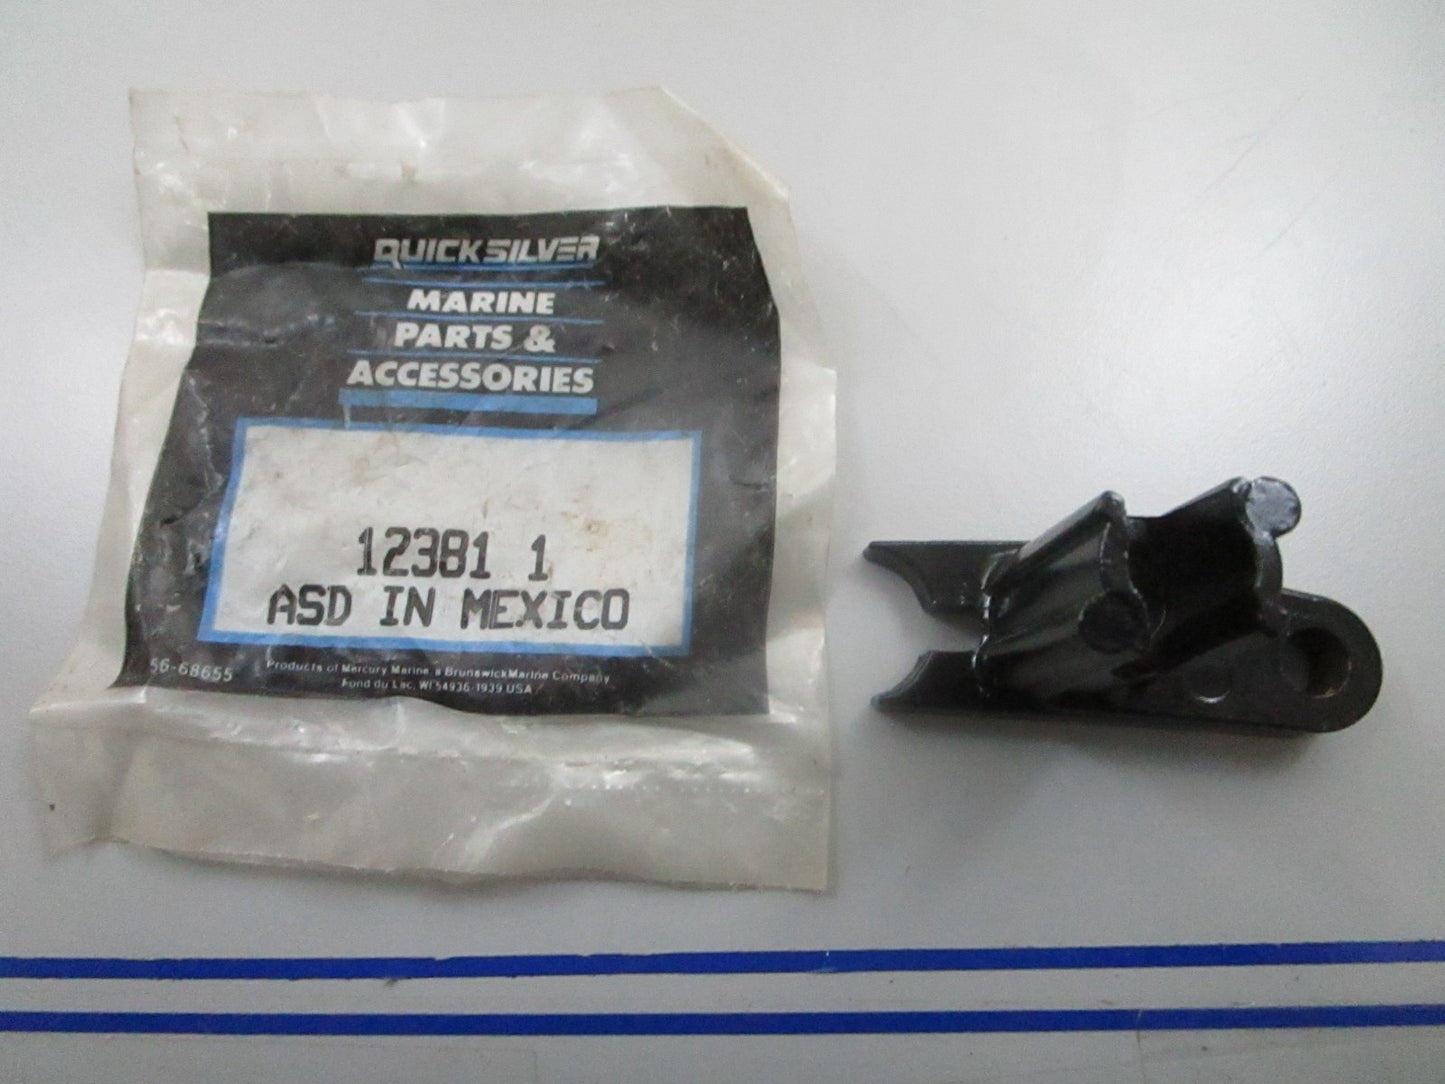 QUICKSILVER
MARINE
PARTS &
ACCESSORIES
12381 1
ASD IN MEXICO
56-68655
Products of Mercury Marine a Brunswick Marine Company
Fond du Lac, WI 54936-1939 USA